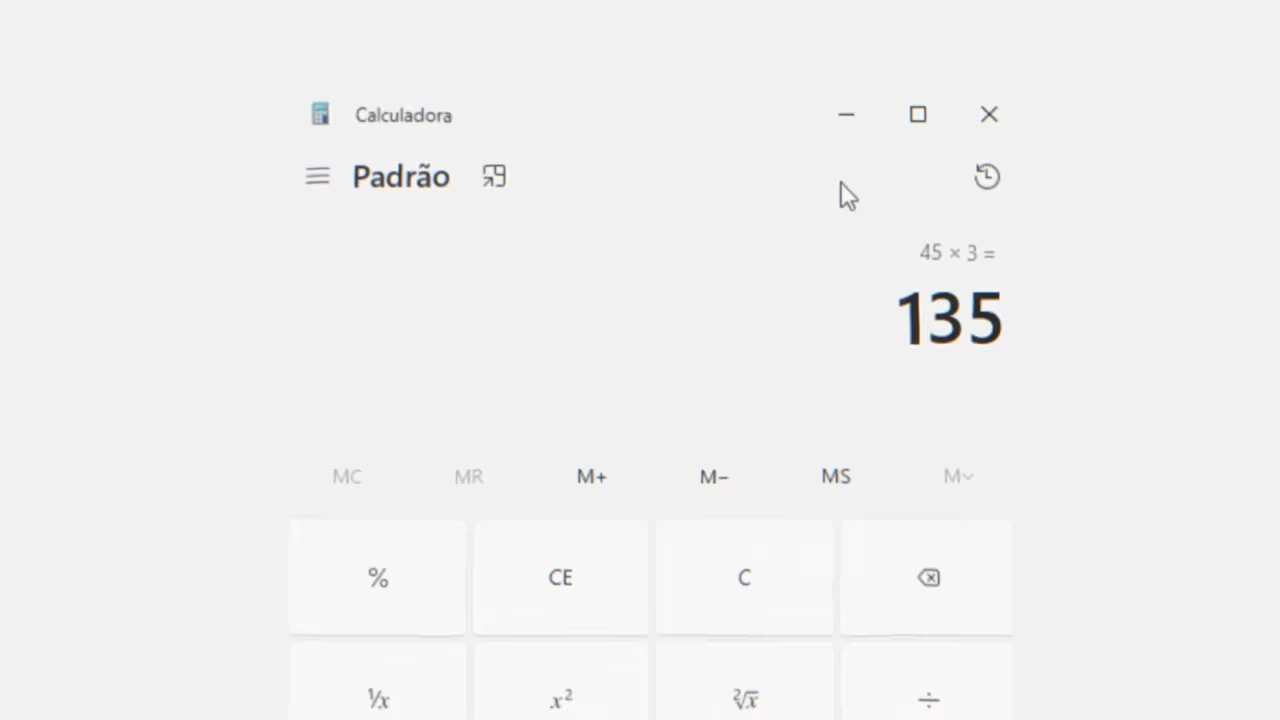 Calculadora
Padrão
45 × 3 =
135
MC MR M+ M− MS M
% CE C
⅟x x² ²√x ÷